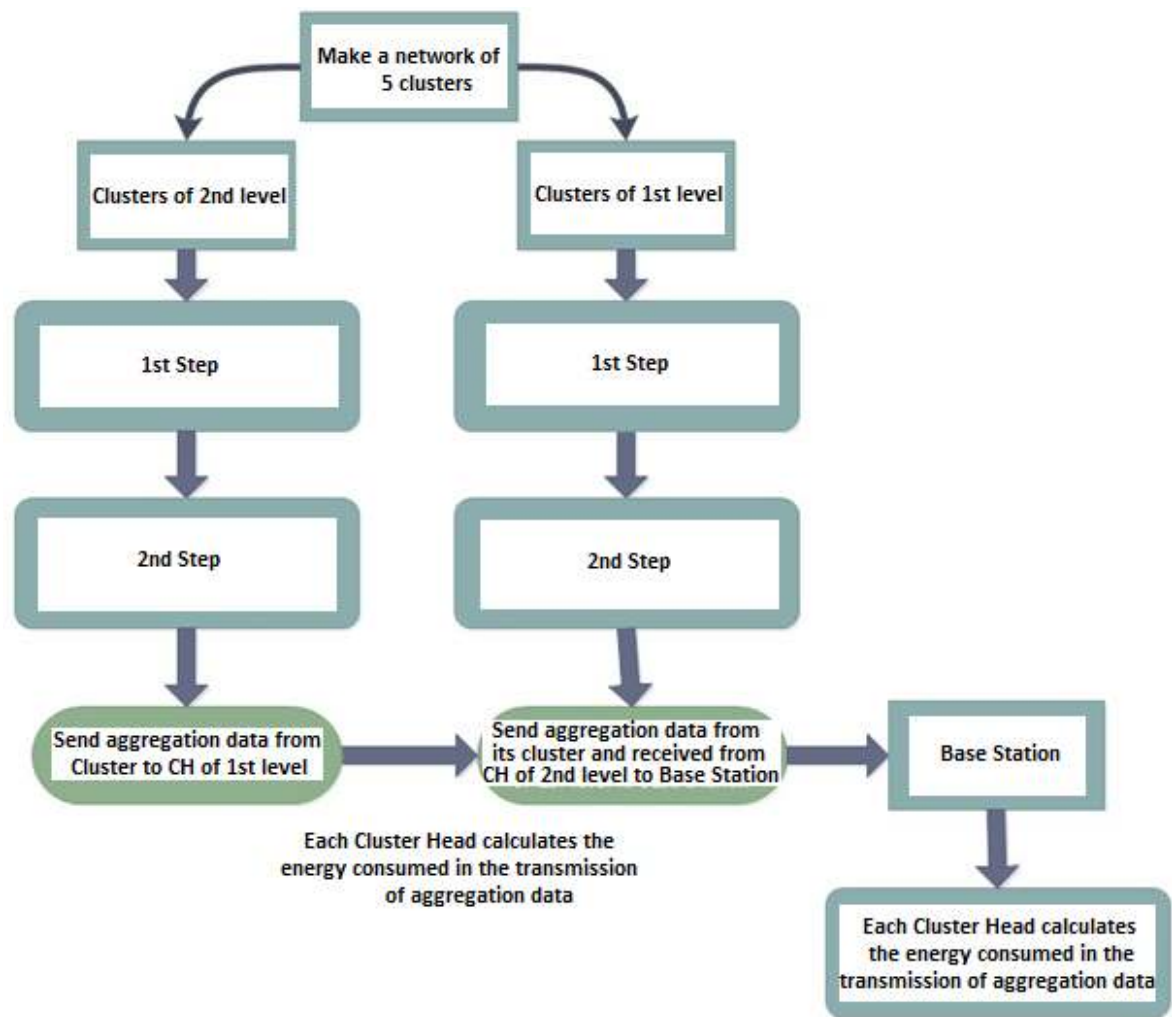 Make a network of
5 clusters
Clusters of 2nd level
Clusters of 1st level
1st Step
1st Step
2nd Step
2nd Step
Send aggregation data from
Cluster to CH of 1st level
Send aggregation data from
its cluster and received from
CH of 2nd level to Base Station
Base Station
Each Cluster Head calculates the
energy consumed in the transmission
of aggregation data
Each Cluster Head calculates
the energy consumed in the
transmission of aggregation data